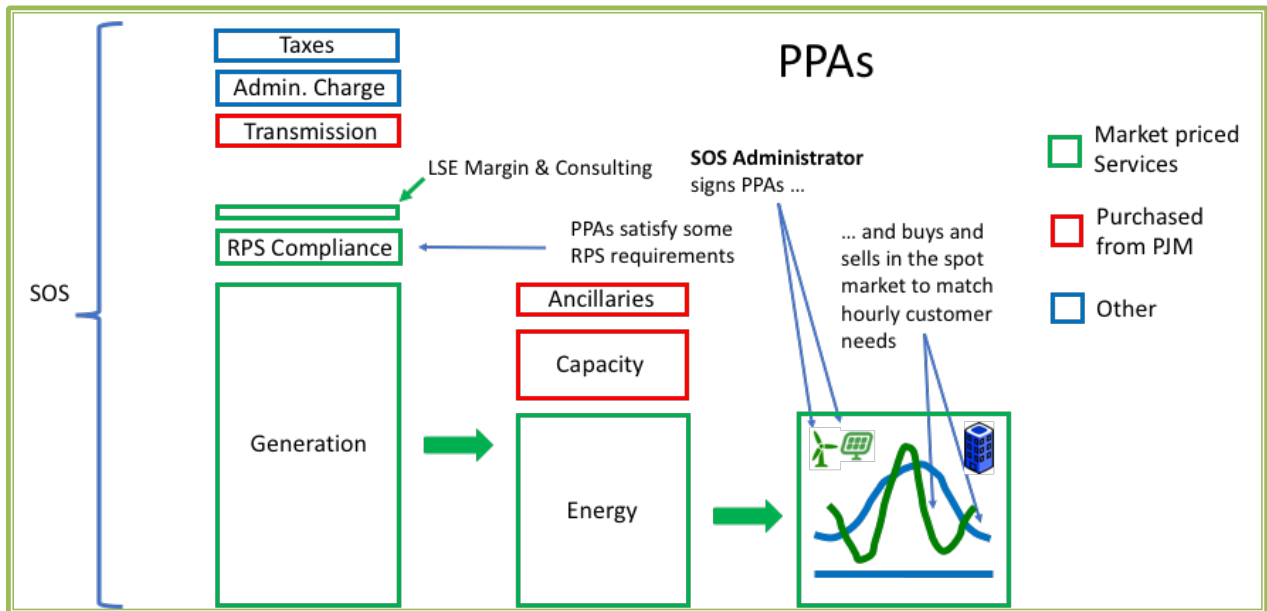 PPAs
SOS
Taxes
Admin. Charge
Transmission
LSE Margin & Consulting
RPS Compliance
PPAs satisfy some
RPS requirements
Generation
Ancillaries
Capacity
Energy
SOS Administrator
signs PPAs ...
... and buys and
sells in the spot
market to match
hourly customer
needs
Market priced
Services
Purchased
from PJM
Other